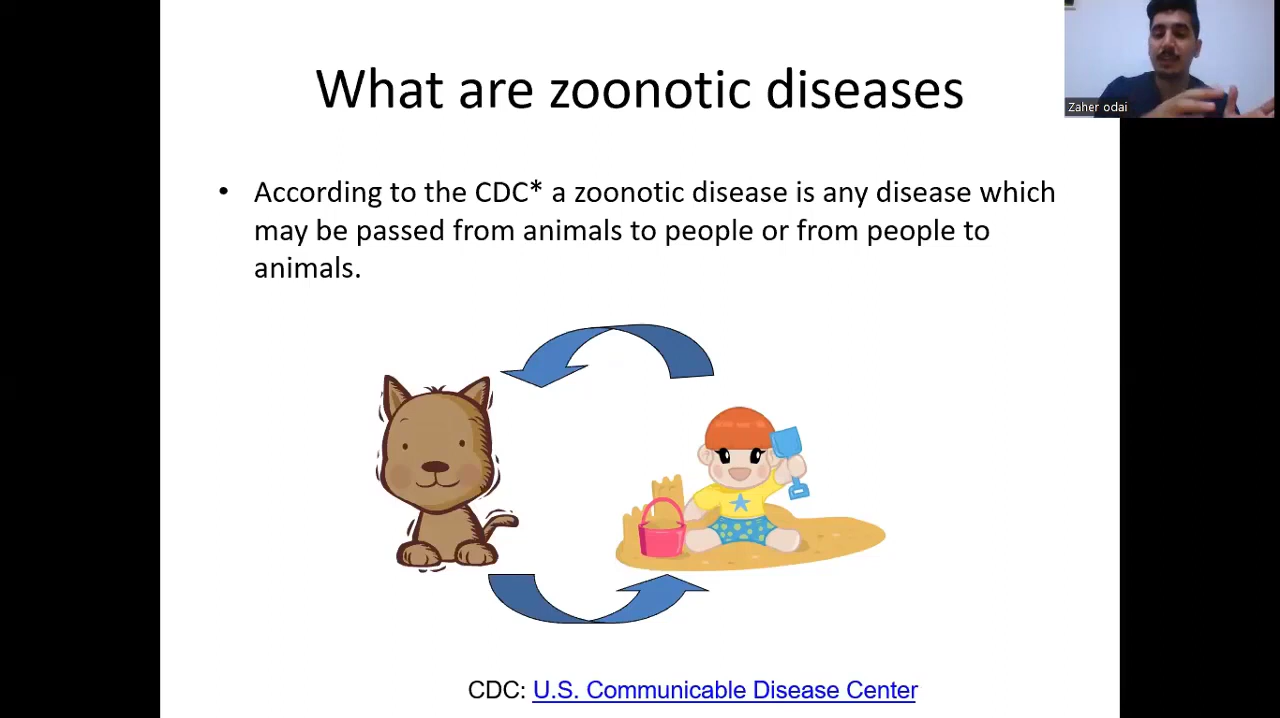 What are zoonotic diseases
Zaher odai
• According to the CDC* a zoonotic disease is any disease which
may be passed from animals to people or from people to
animals.
CDC: U.S. Communicable Disease Center